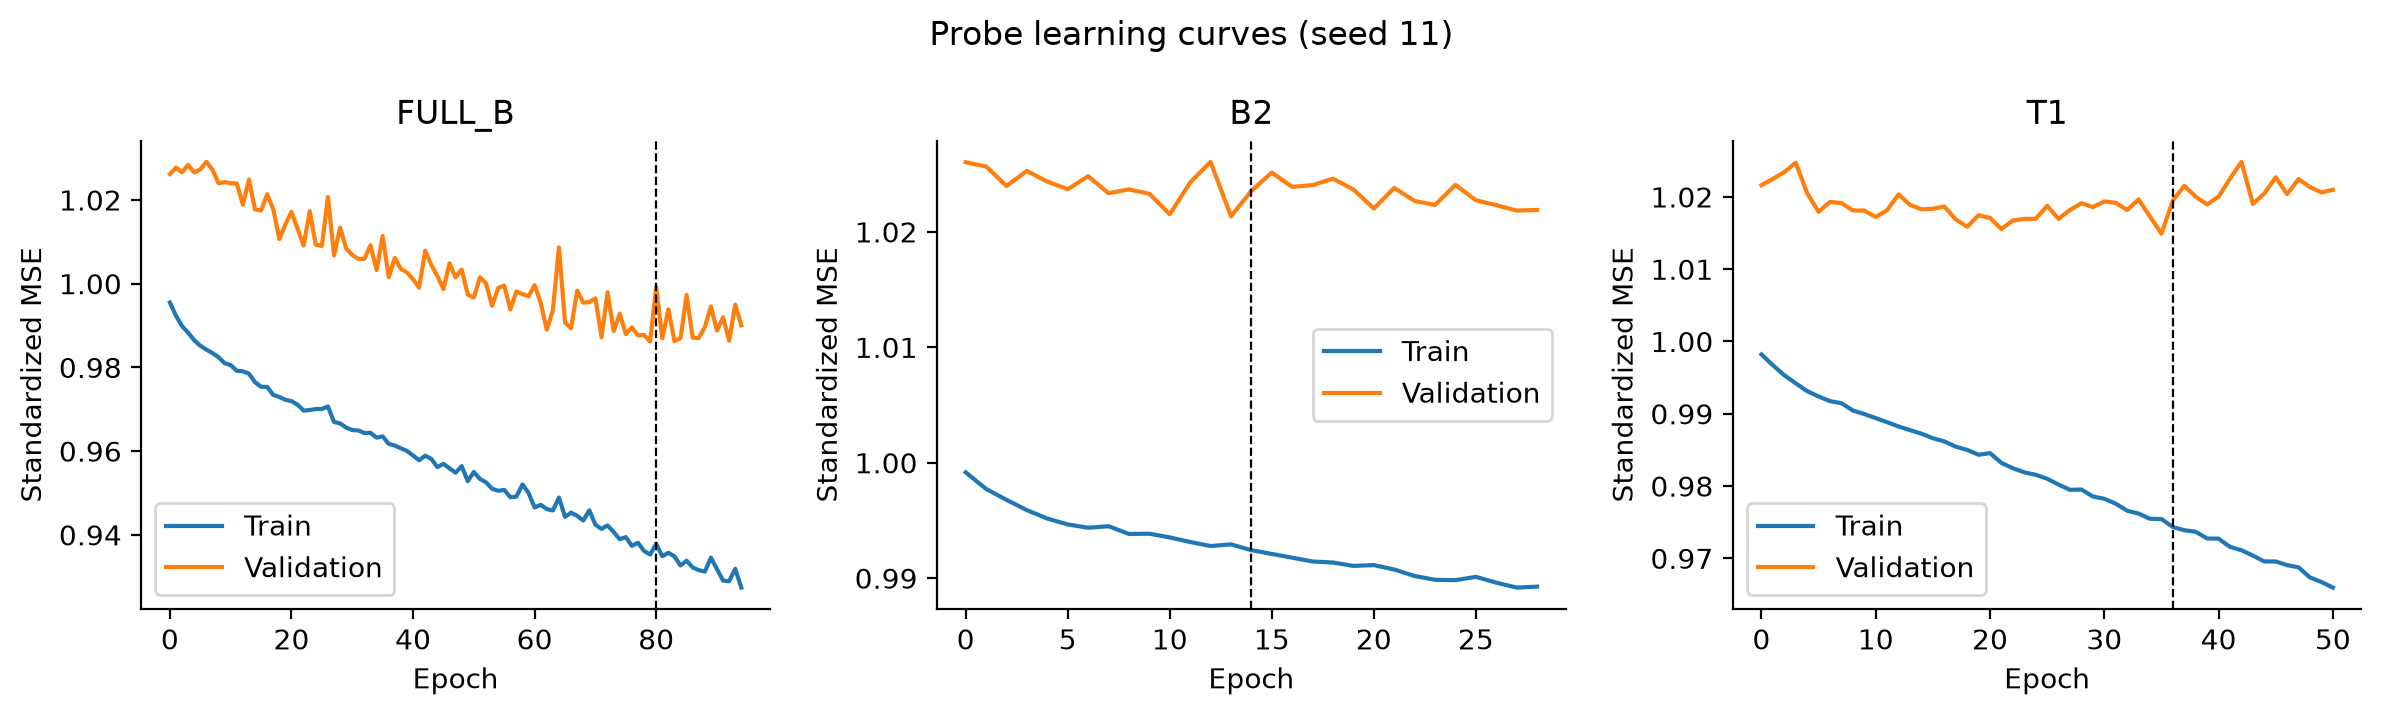 Probe learning curves (seed 11)
FULL_B
Standardized MSE
1.02
1.00
0.98
0.96
0.94
Train
Validation
0
20
40
60
80
Epoch
B2
Standardized MSE
1.02
1.01
1.00
0.99
Train
Validation
0
5
10
15
20
25
Epoch
T1
Standardized MSE
1.02
1.01
1.00
0.99
0.98
0.97
Train
Validation
0
10
20
30
40
50
Epoch